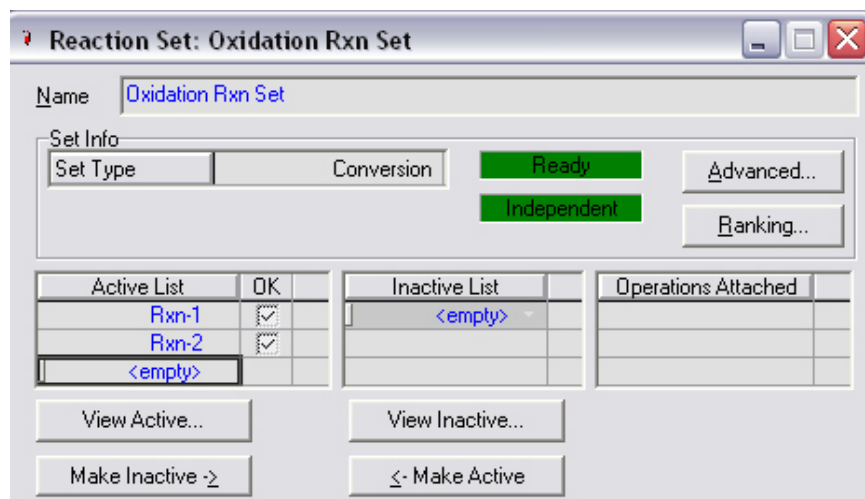 Reaction Set: Oxidation Rxn Set
Name Oxidation Rxn Set
Set Info
Set Type Conversion Ready Advanced...
Independent Ranking...
Active List OK Inactive List Operations Attached
Rxn-1 <empty>
Rxn-2
<empty>
View Active... View Inactive...
Make Inactive -> <- Make Active